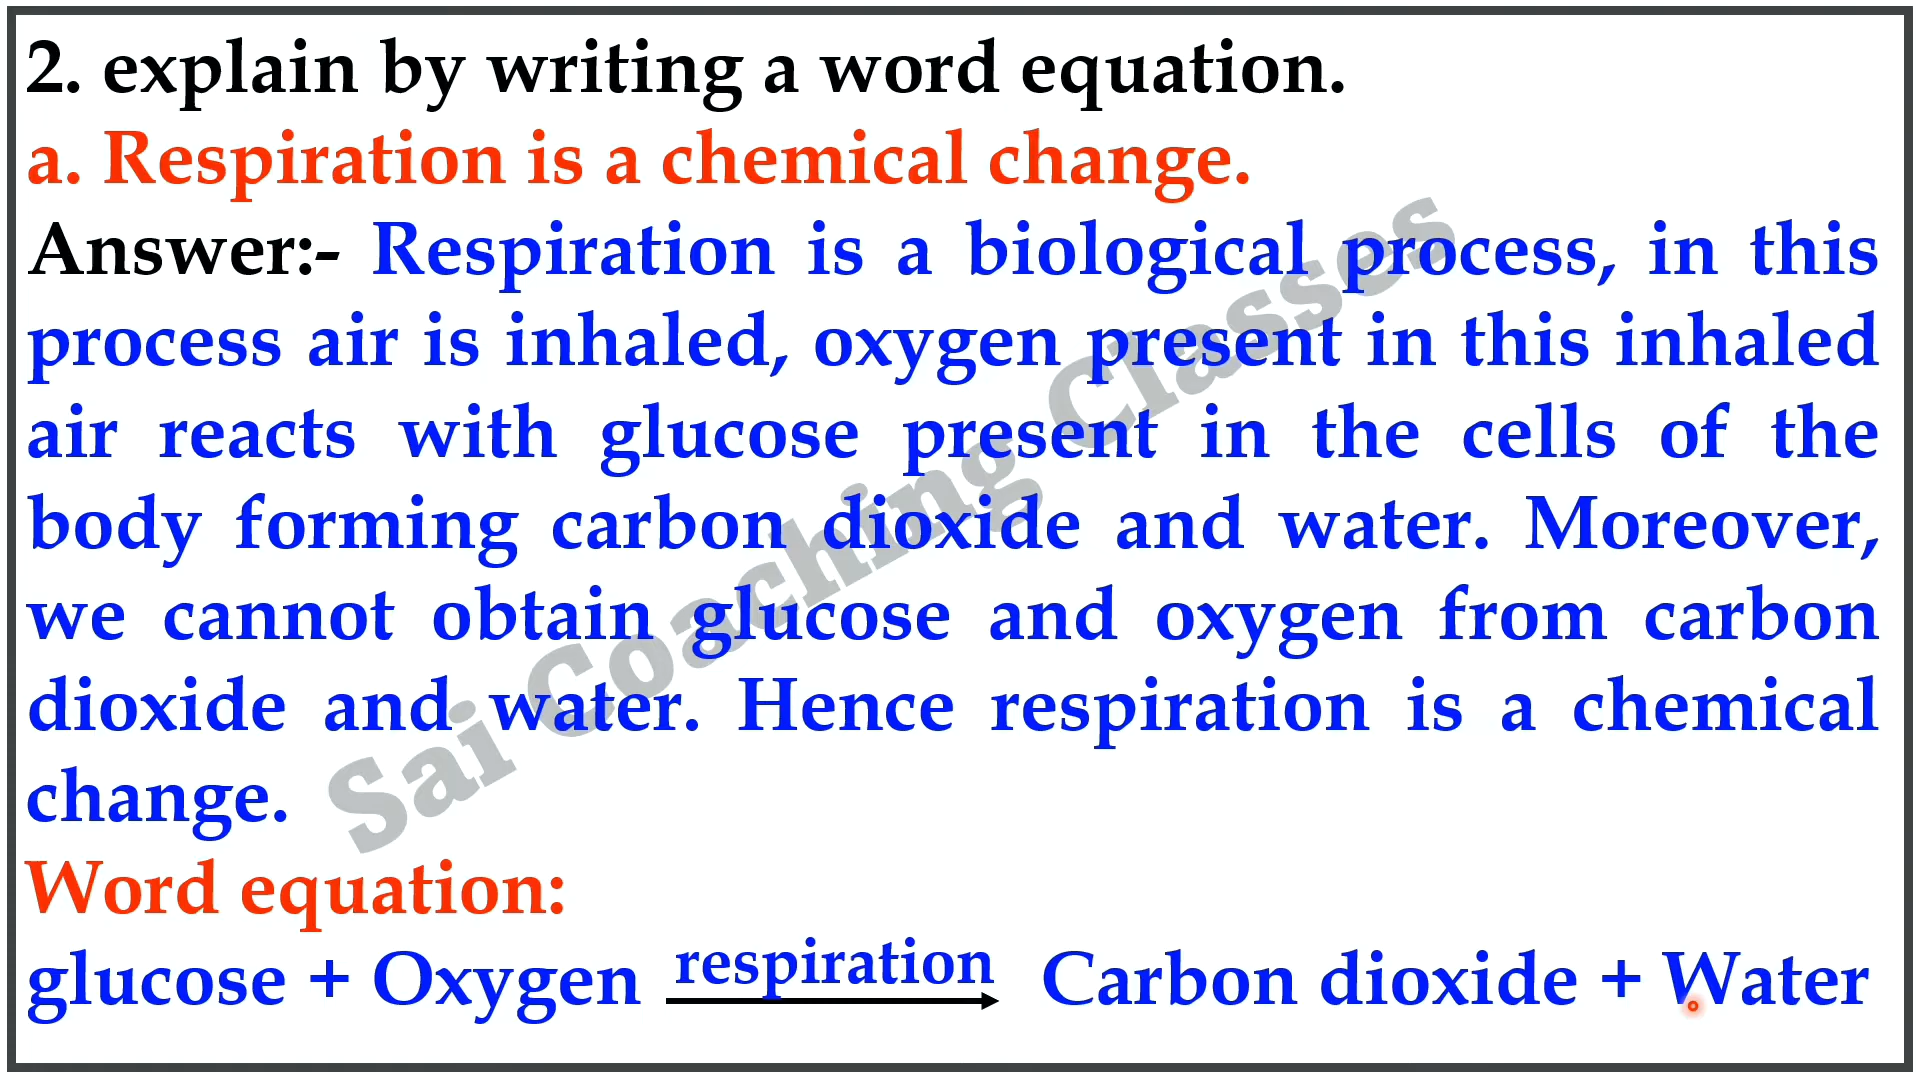 2. explain by writing a word equation.
a. Respiration is a chemical change.
Answer:- Respiration is a biological process, in this
process air is inhaled, oxygen present in this inhaled
air reacts with glucose present in the cells of the
body forming carbon dioxide and water. Moreover,
we cannot obtain glucose and oxygen from carbon
dioxide and water. Hence respiration is a chemical
change.
Word equation:
glucose + Oxygen respiration Carbon dioxide + Water
Sai Coaching Classes